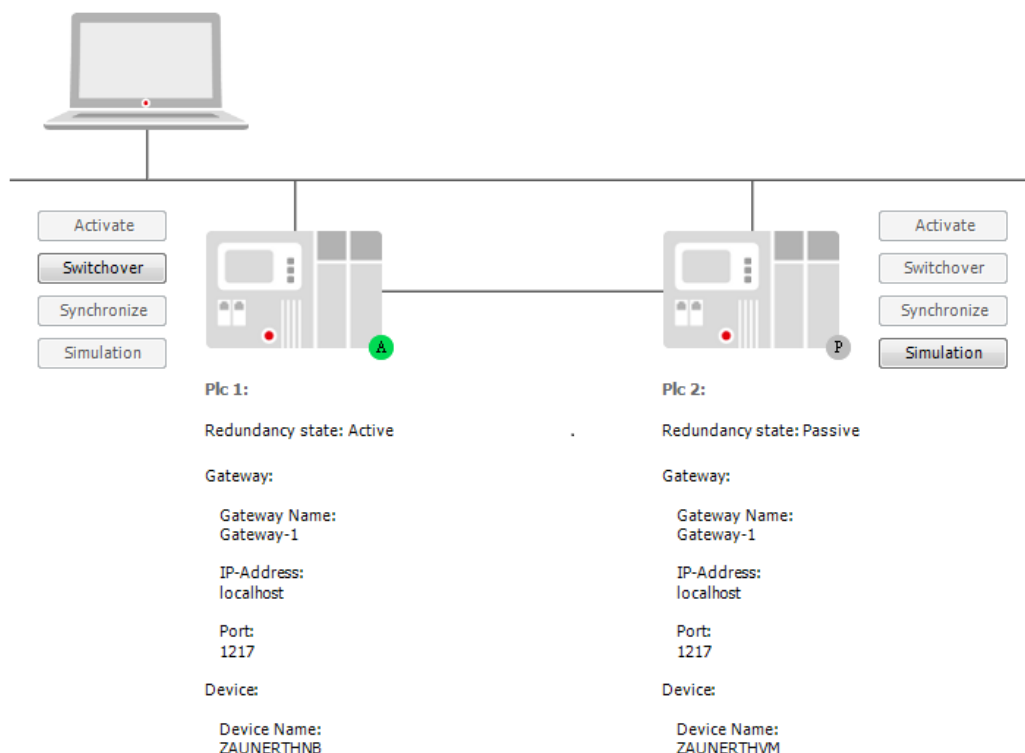 Activate
Switchover
Synchronize
Simulation
A
P
Activate
Switchover
Synchronize
Simulation
Plc 1:
Redundancy state: Active
Gateway:
Gateway Name:
Gateway-1
IP-Address:
localhost
Port:
1217
Device:
Device Name:
ZAUNERTHNB
.
Plc 2:
Redundancy state: Passive
Gateway:
Gateway Name:
Gateway-1
IP-Address:
localhost
Port:
1217
Device:
Device Name:
ZAUNERTHVM